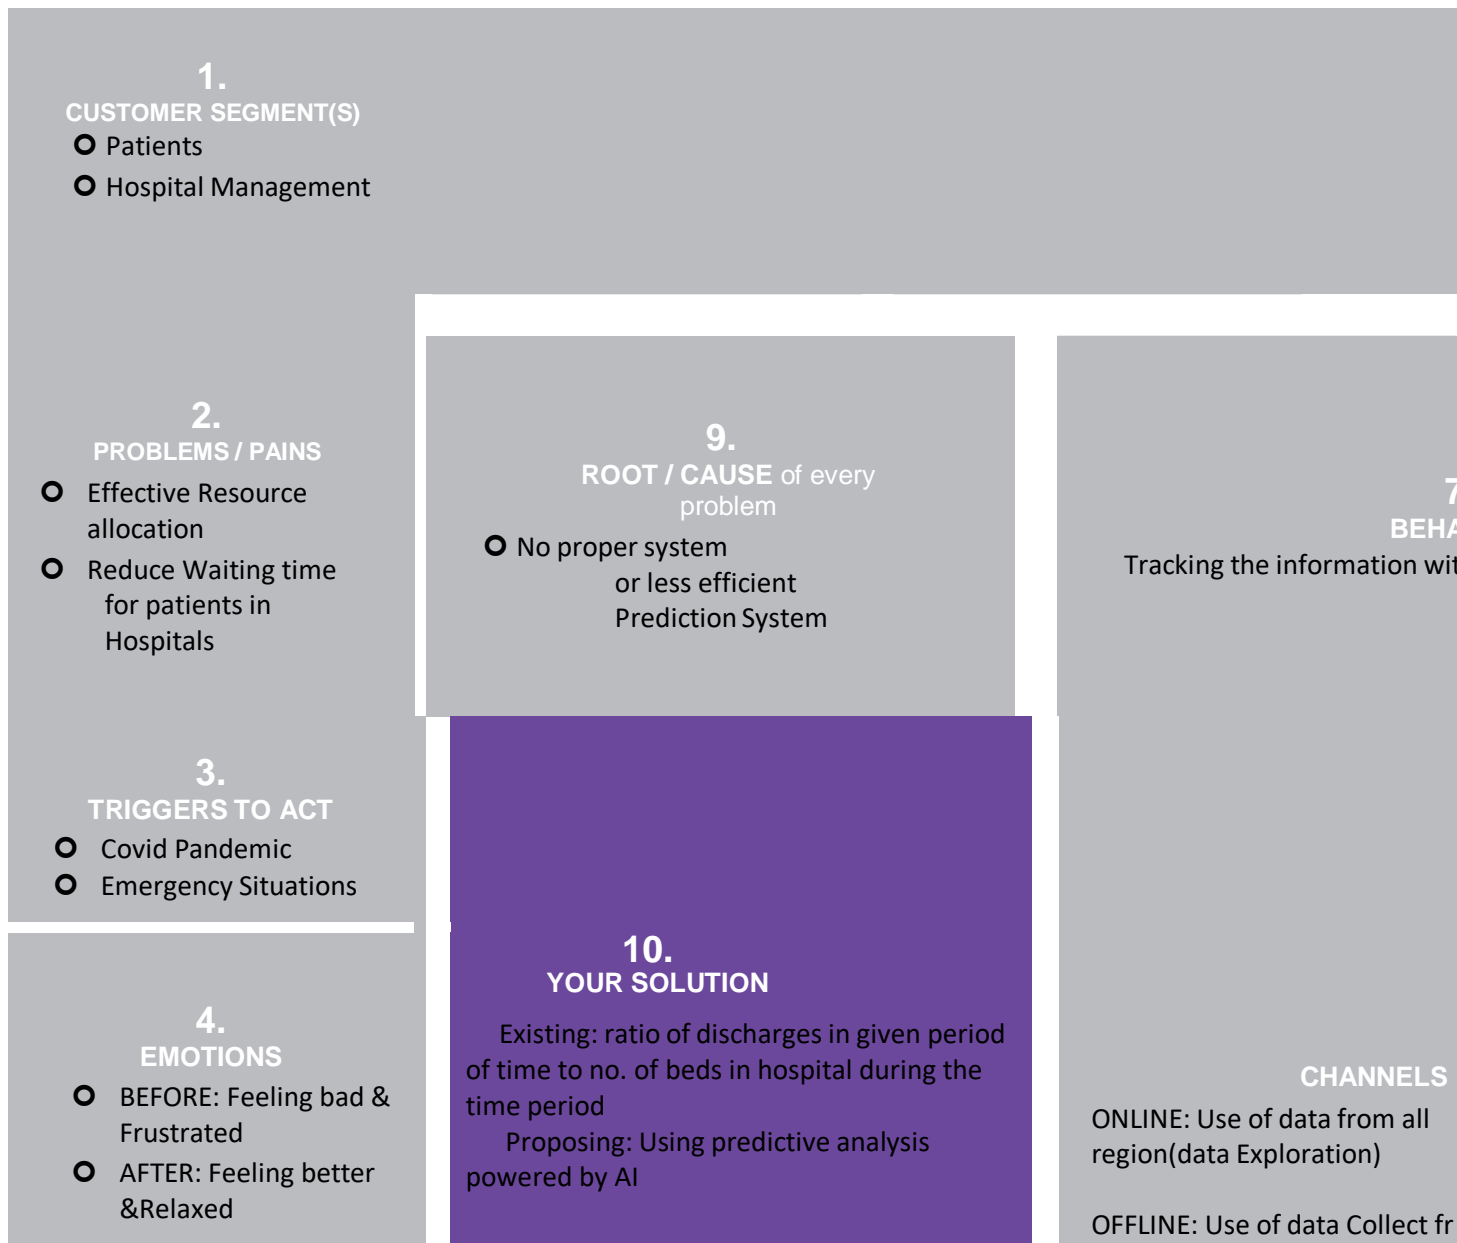 1.
CUSTOMER SEGMENT(S)
Patients
Hospital Management
2.
PROBLEMS / PAINS
Effective Resource
allocation
Reduce Waiting time
for patients in
Hospitals
9.
ROOT / CAUSE of every
problem
No proper system
or less efficient
Prediction System
7
Tracking the information
3.
TRIGGERS TO ACT
Covid Pandemic
Emergency Situations
4.
EMOTIONS
BEFORE: Feeling bad &
Frustrated
AFTER: Feeling better
&Relaxed
10.
YOUR SOLUTION
Existing: ratio of discharges in given period
of time to no. of beds in hospital during the
time period
Proposing: Using predictive analysis
powered by AI
CHANNELS
ONLINE: Use of data from all
region(data Exploration)
OFFLINE: Use of data Collect